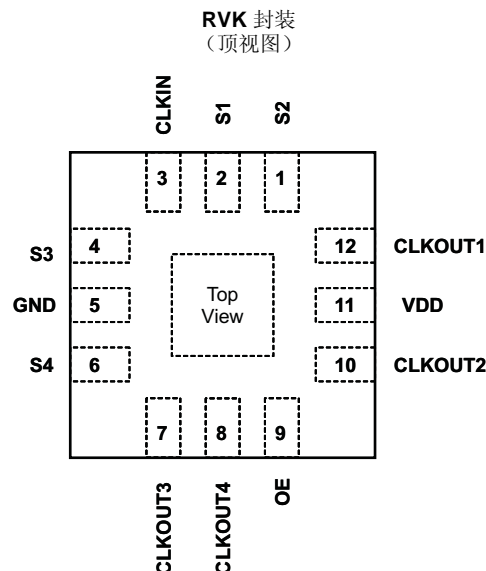 RVK 封装
（顶视图）
CLKIN
S1
S2
3
2
1
S3
4
12
CLKOUT1
GND
5
Top
View
11
VDD
S4
6
10
CLKOUT2
7
8
9
CLKOUT3
CLKOUT4
OE